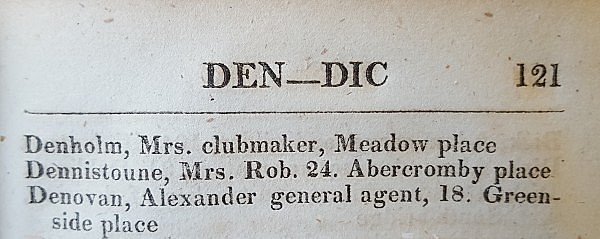 DEN—DIC 121
Denholm, Mrs. clubmaker, Meadow place
Dennistoune, Mrs. Rob. 24. Abercromby place
Denovan, Alexander general agent, 18. Green-
side place